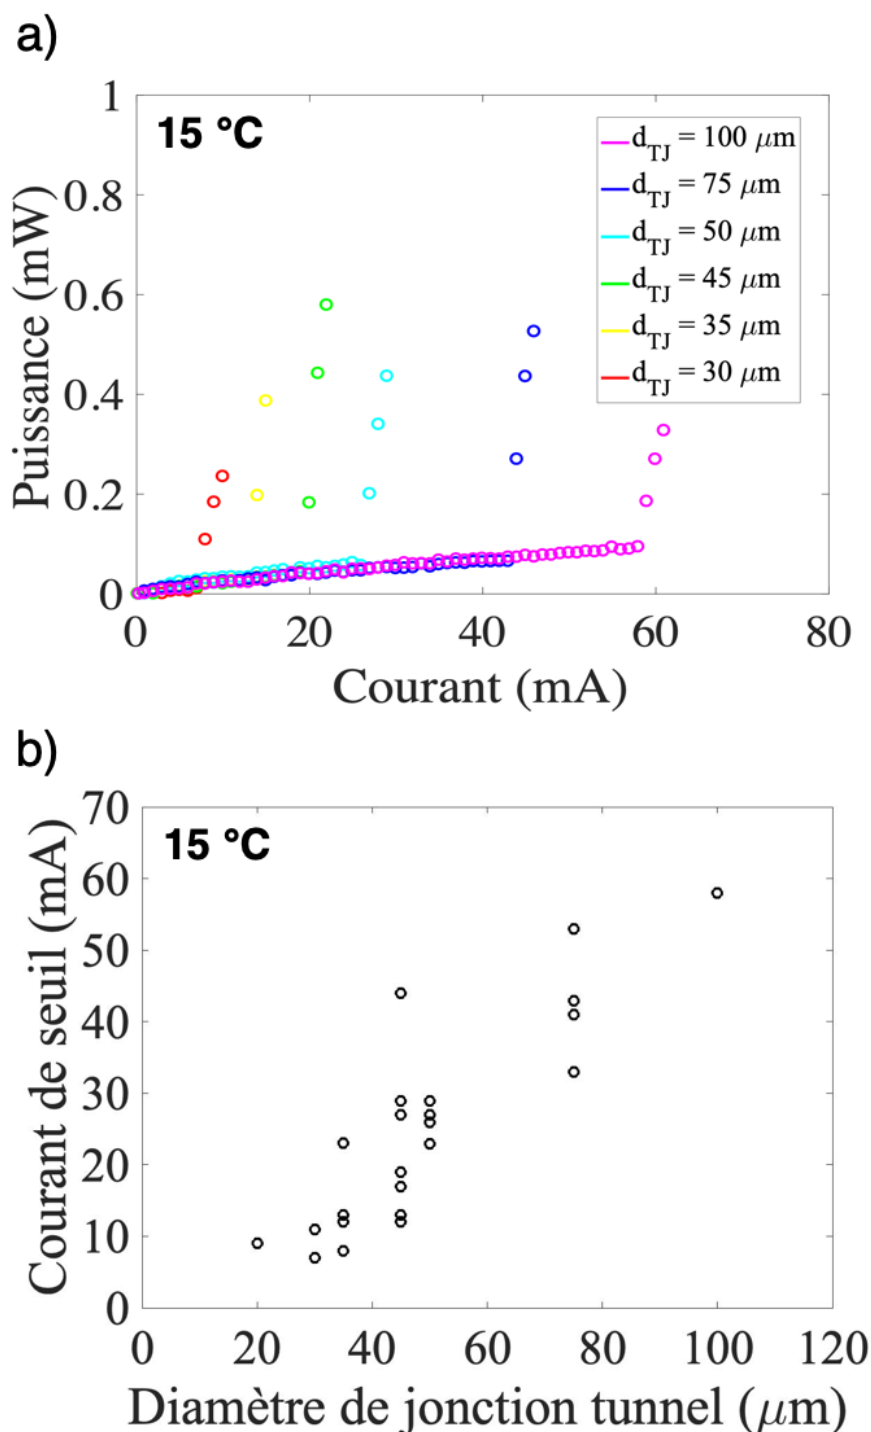 a)
15 °C
d_TJ = 100 μm
d_TJ = 75 μm
d_TJ = 50 μm
d_TJ = 45 μm
d_TJ = 35 μm
d_TJ = 30 μm
Puissance (mW)
1
0.8
0.6
0.4
0.2
0
0 20 40 60 80
Courant (mA)
b)
15 °C
Courant de seuil (mA)
70
60
50
40
30
20
10
0
0 20 40 60 80 100 120
Diamètre de jonction tunnel (μm)